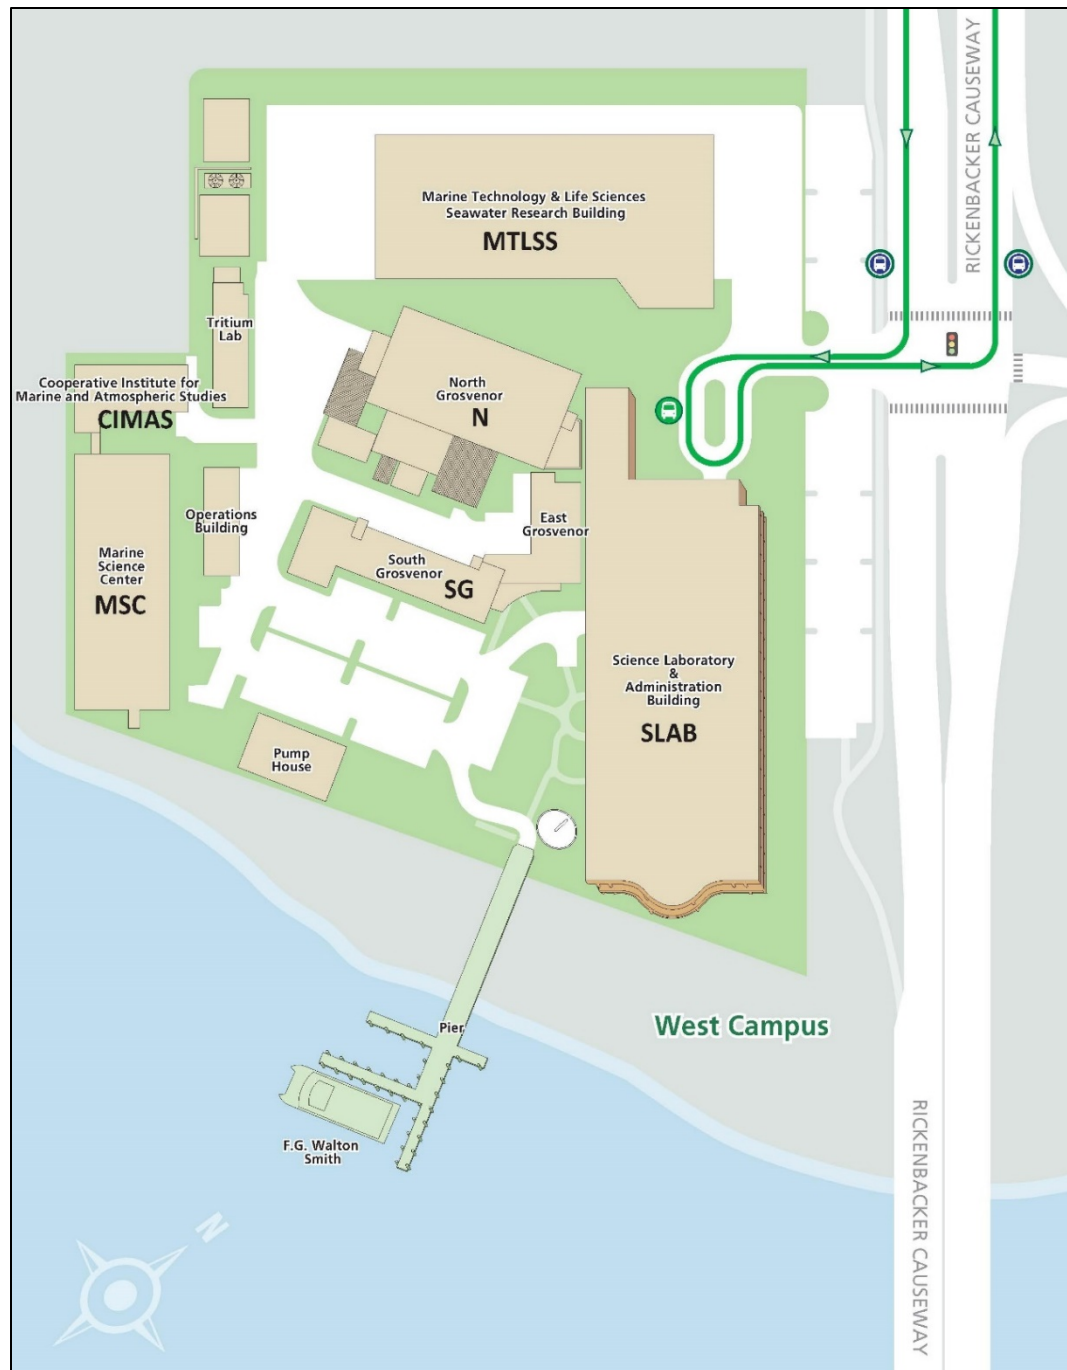 RICKENBACKER CAUSEWAY
RICKENBACKER CAUSEWAY
Marine Technology & Life Sciences
Seawater Research Building
MTLSS
Tritium
Lab
Cooperative Institute for
Marine and Atmospheric Studies
CIMAS
North
Grosvenor
N
Operations
Building
East
Grosvenor
Marine
Science
Center
MSC
South
Grosvenor
SG
Science Laboratory
&
Administration
Building
SLAB
Pump
House
West Campus
Pier
F.G. Walton
Smith
RICKENBACKER CAUSEWAY
N